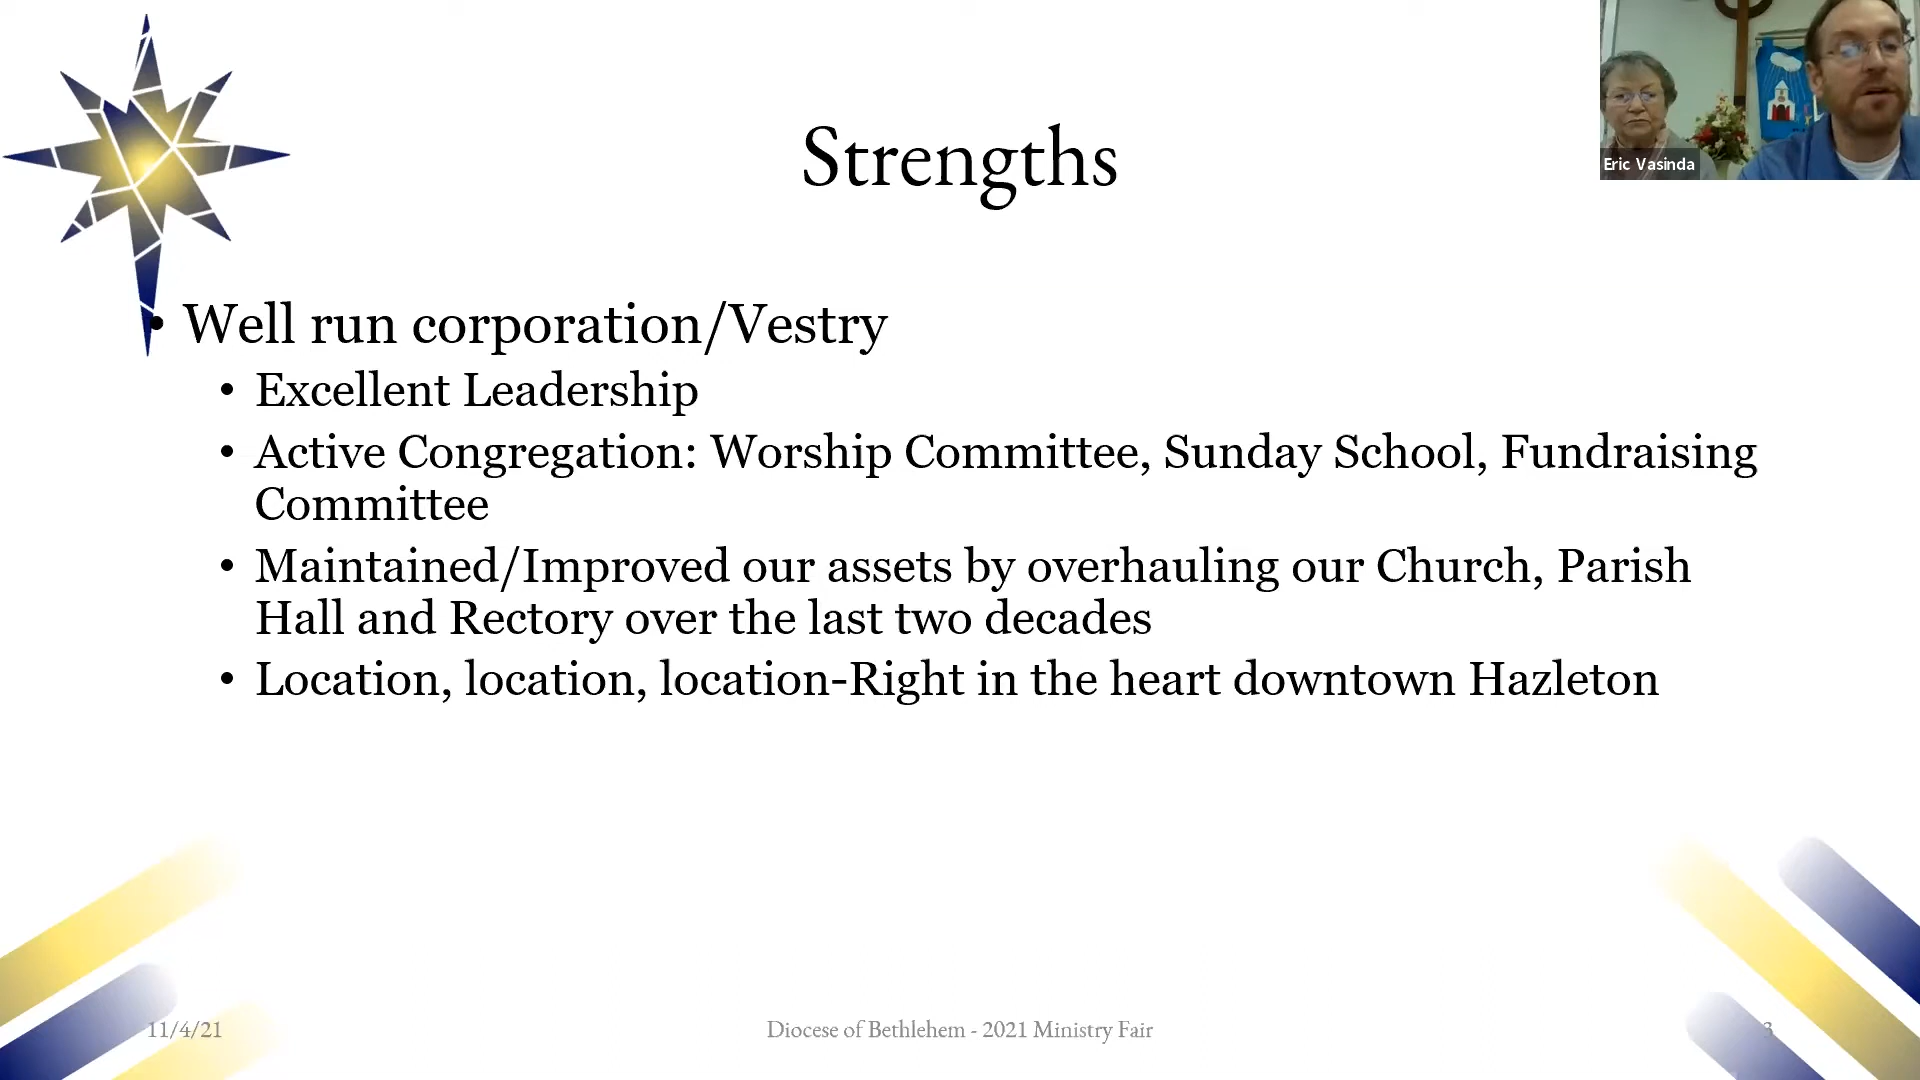 Strengths
Eric Vasinda
• Well run corporation/Vestry
• Excellent Leadership
• Active Congregation: Worship Committee, Sunday School, Fundraising
Committee
• Maintained/Improved our assets by overhauling our Church, Parish
Hall and Rectory over the last two decades
• Location, location, location-Right in the heart downtown Hazleton
11/4/21
Diocese of Bethlehem - 2021 Ministry Fair
3